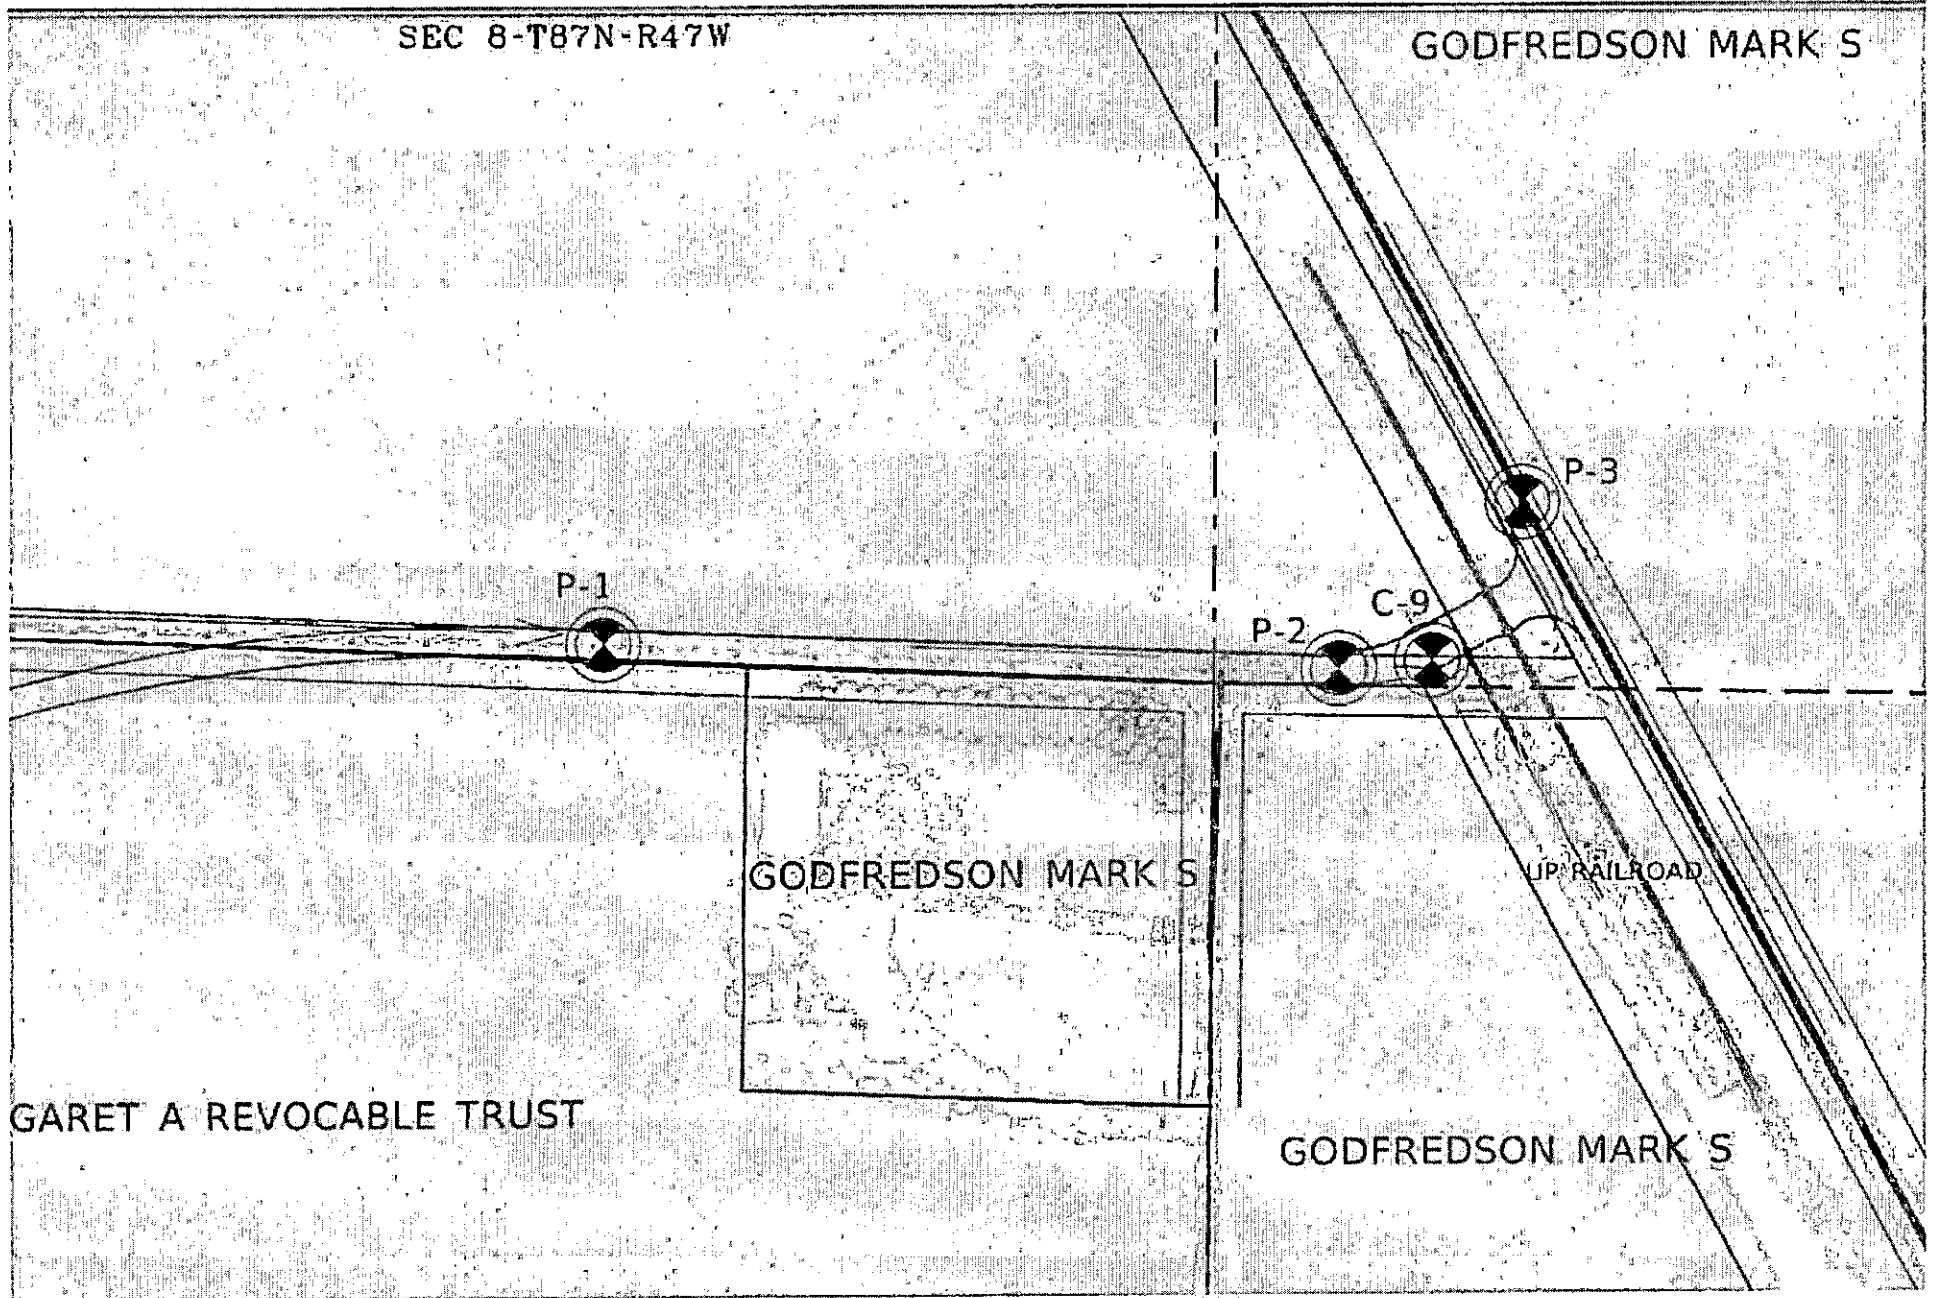 SEC 8-T87N-R47W
GODFREDSON MARK S
P-3
P-1
C-9
P-2
GODFREDSON MARK S
UP RAILROAD
GARET A REVOCABLE TRUST
GODFREDSON MARK S